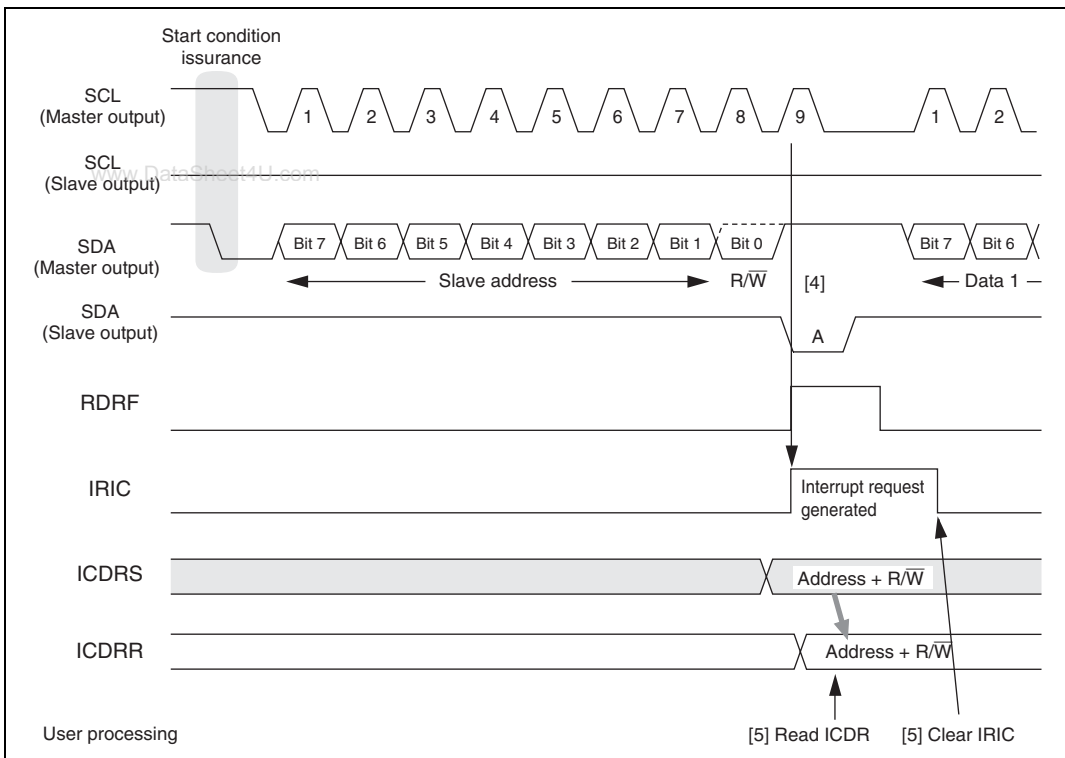 Start condition
issurance
SCL
(Master output)
1 2 3 4 5 6 7 8 9 1 2
SCL
(Slave output)
www.DataSheet4U.com
SDA
(Master output)
Bit 7 Bit 6 Bit 5 Bit 4 Bit 3 Bit 2 Bit 1 Bit 0 Bit 7 Bit 6
Slave address R/W̅ [4] Data 1
SDA
(Slave output)
A
RDRF
IRIC
Interrupt request
generated
ICDRS
Address + R/W̅
ICDRR
Address + R/W̅
User processing
[5] Read ICDR [5] Clear IRIC